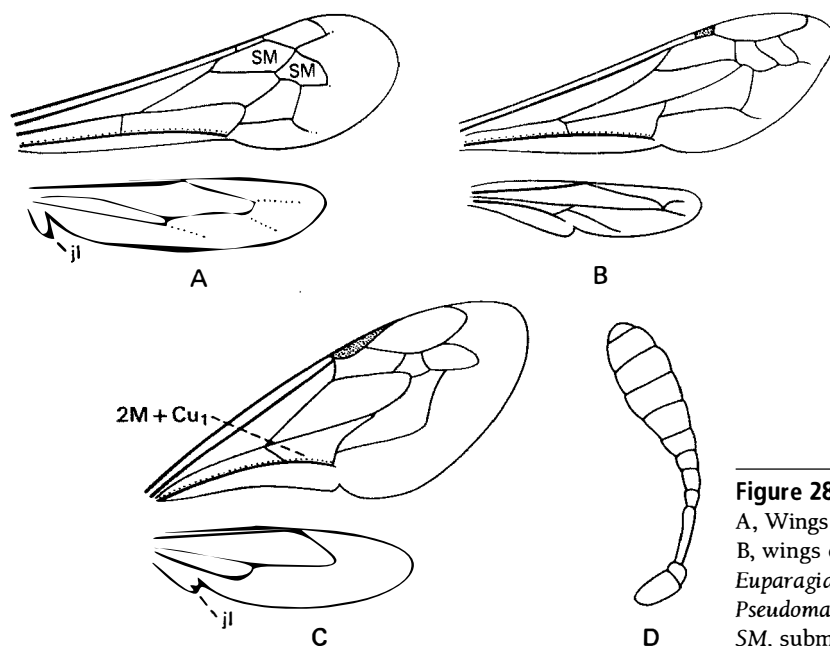 SM
SM
jl
A
B
2M + Cu₁
jl
C
D
Figure 28
A, Wings
B, wings
Euparagia
Pseudoma
SM, subm